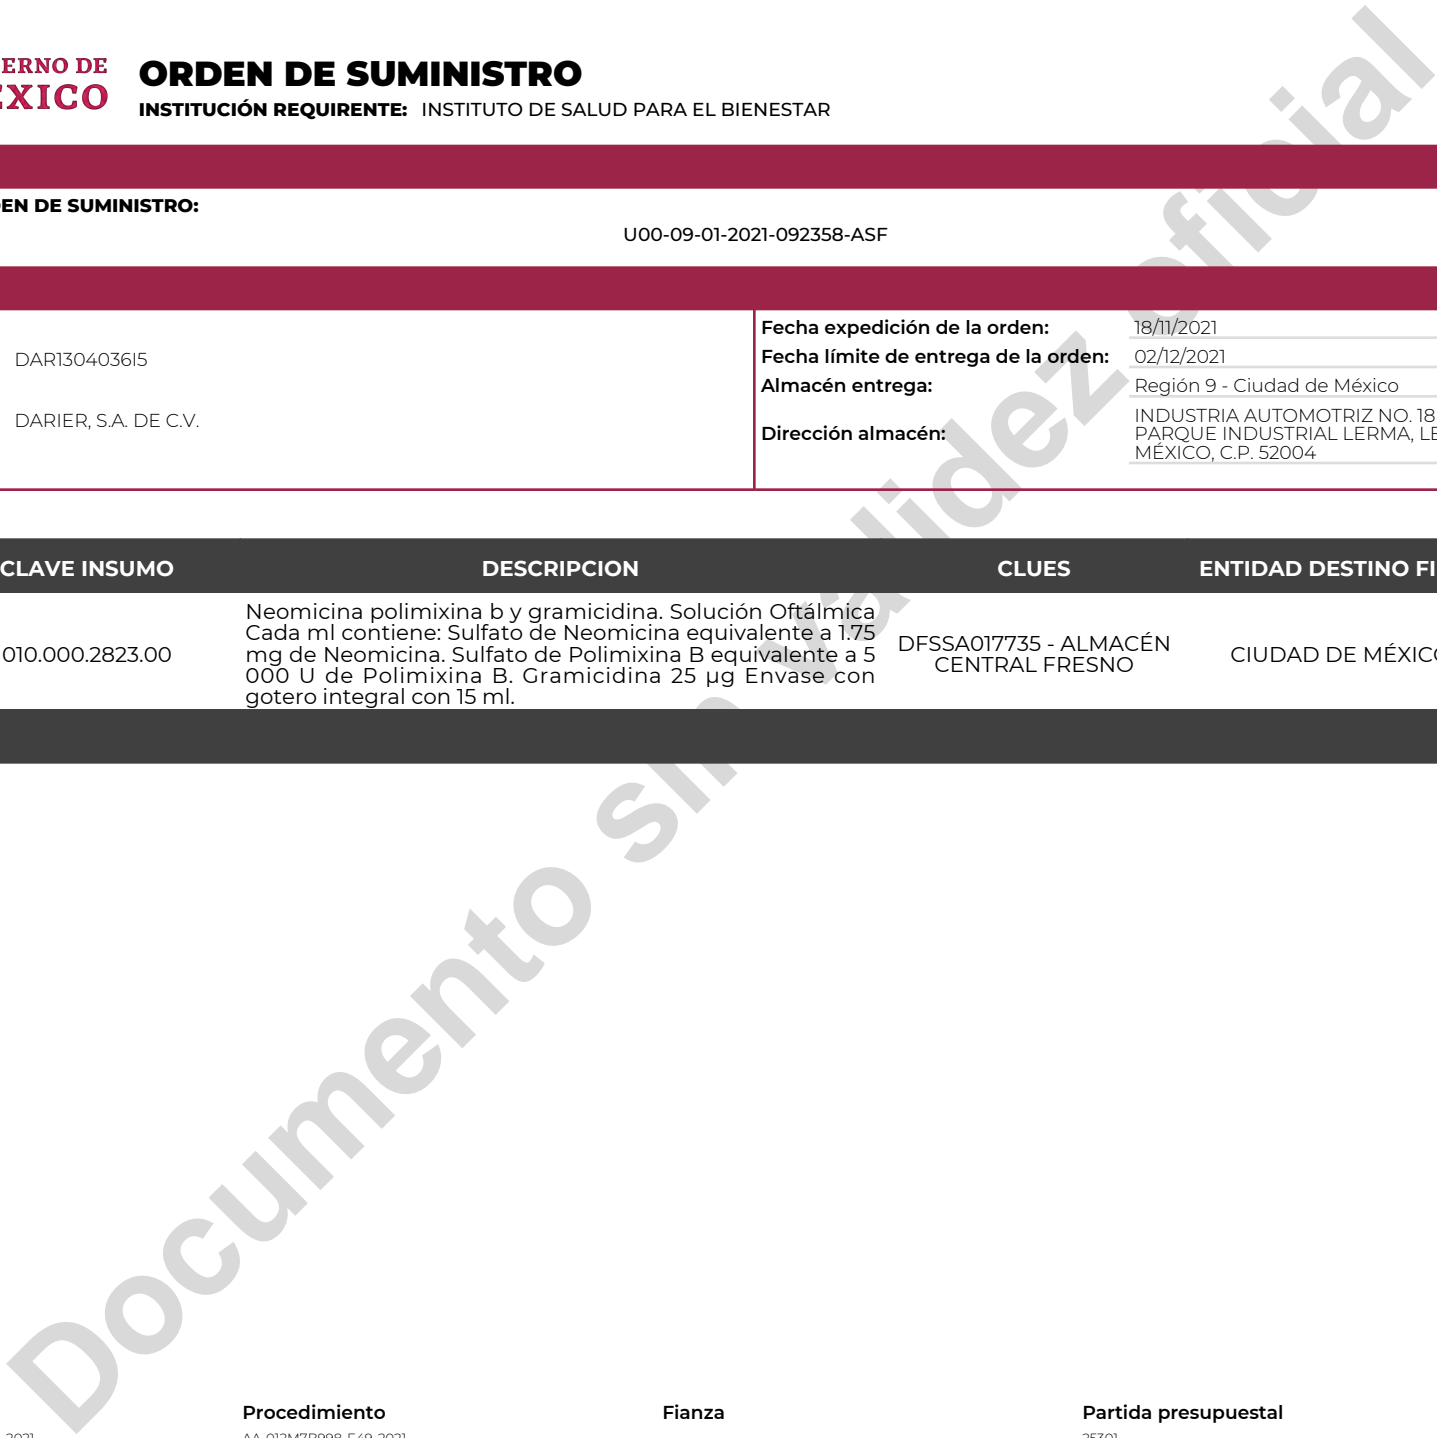 ERNO DE
ORDEN DE SUMINISTRO
INSTITUCIÓN REQUIRENTE: INSTITUTO DE SALUD PARA EL BIENESTAR
DE SUMINISTRO:
U00-09-01-2021-092358-ASF
DAR1304036I5
DARIER, S.A. DE C.V.
Fecha expedición de la orden: 18/11/2021
Fecha límite de entrega de la orden: 02/12/2021
Almacén entrega: Región 9 - Ciudad de México
Dirección almacén: INDUSTRIA AUTOMOTRIZ NO. 18
PARQUE INDUSTRIAL LERMA,
MÉXICO, C.P. 52004
CLAVE INSUMO DESCRIPCION CLUES ENTIDAD DESTINO
010.000.2823.00
Neomicina polimixina b y gramicidina. Solución Oftálmica
Cada ml contiene: Sulfato de Neomicina equivalente a 1.75
mg de Neomicina. Sulfato de Polimixina B equivalente a 5
000 U de Polimixina B. Gramicidina 25 µg Envase con
gotero integral con 15 ml.
DFSSA017735 - ALMACÉN
CENTRAL FRESNO
CIUDAD DE MÉXICO
Documento sin validez oficial
Procedimiento Fianza Partida presupuestal